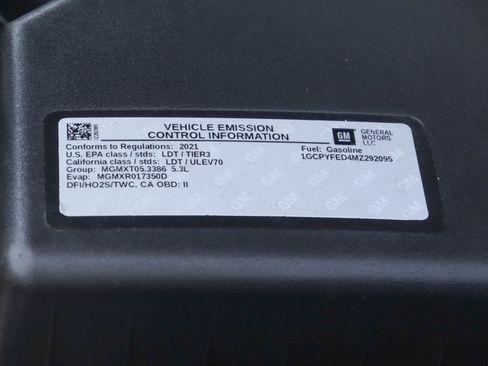 VEHICLE EMISSION
CONTROL INFORMATION
GM
GENERAL
MOTORS
LLC
Conforms to Regulations: 2021
U.S. EPA class / stds: LDT / TIER3
California class / stds: LDT / ULEV70
Group: MGMXT05.3386 5.3L
Evap: MGMXR017350D
DFI/HO2S/TWC, CA OBD: II
Fuel: Gasoline
1GCPYFED4MZ292095